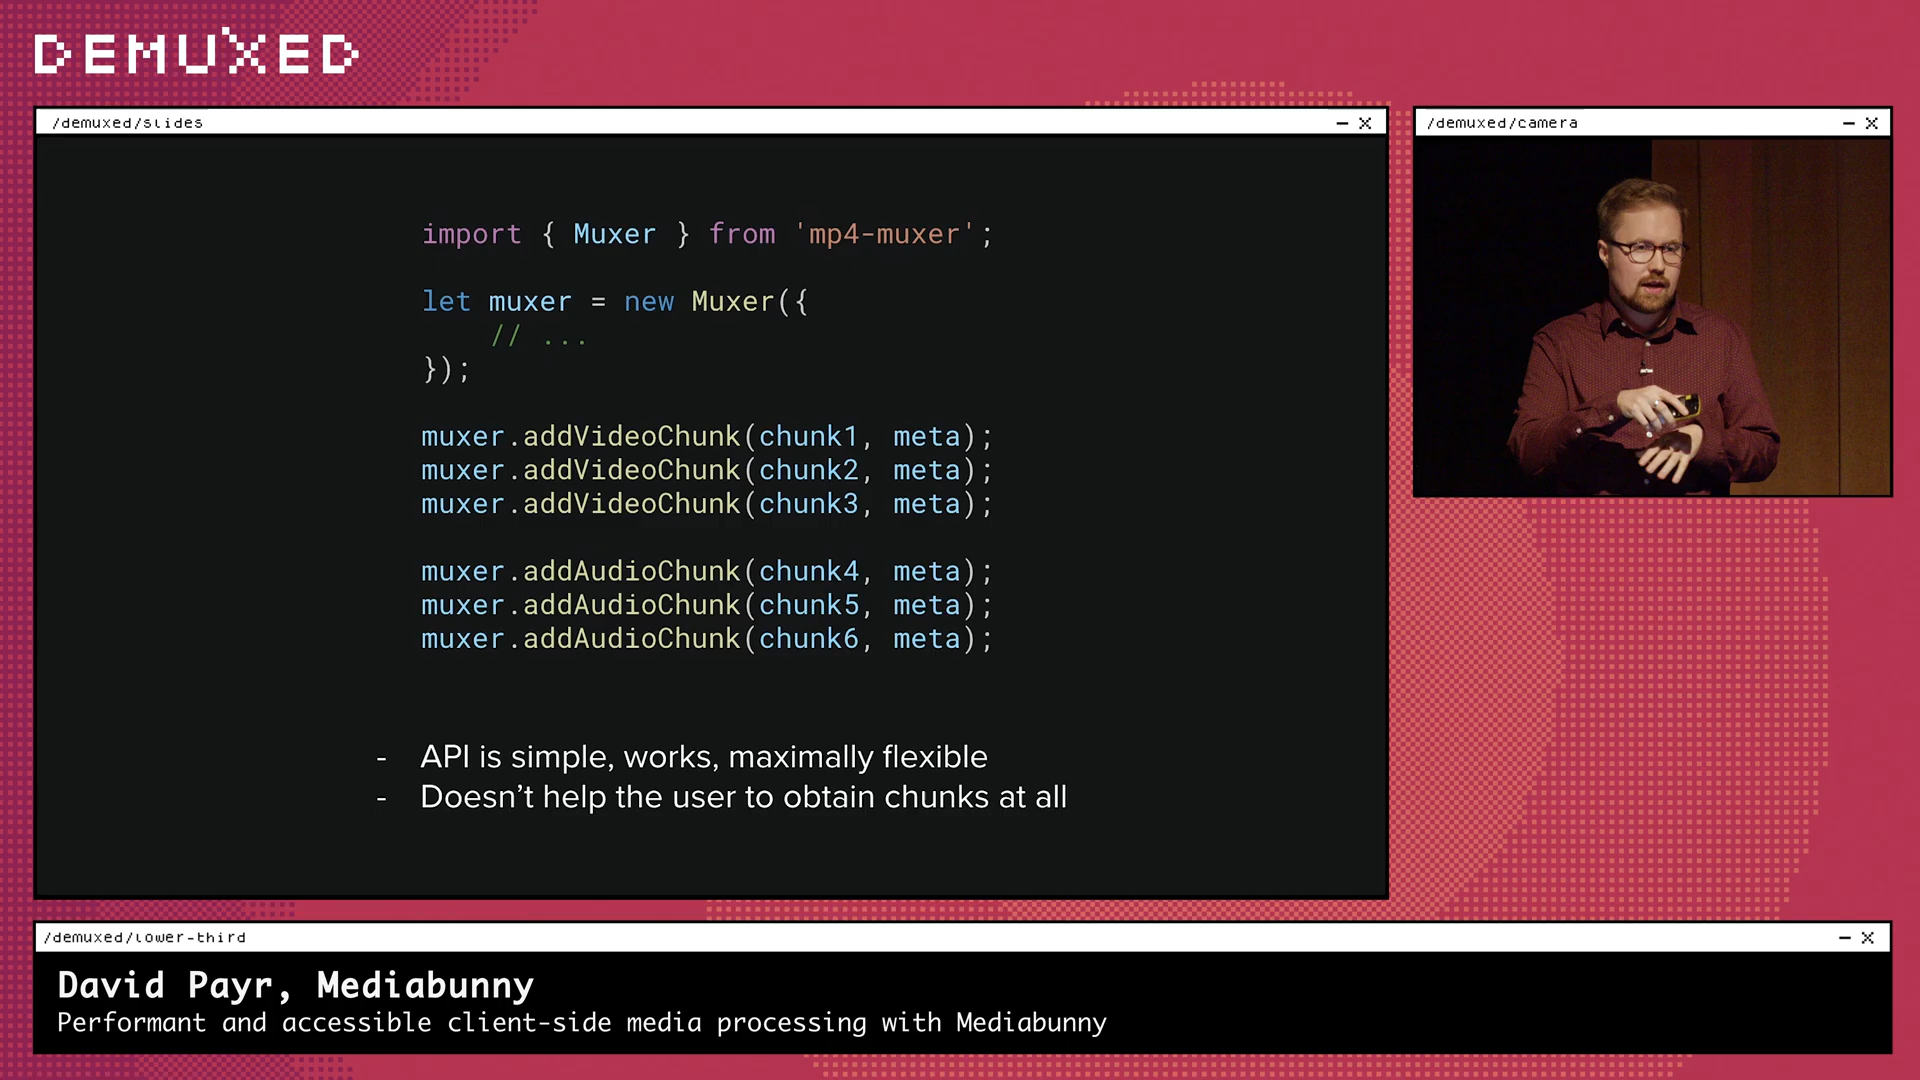 DEMUXED
/demuxed/slides
import { Muxer } from 'mp4-muxer';
let muxer = new Muxer({
// ...
});
muxer.addVideoChunk(chunk1, meta);
muxer.addVideoChunk(chunk2, meta);
muxer.addVideoChunk(chunk3, meta);
muxer.addAudioChunk(chunk4, meta);
muxer.addAudioChunk(chunk5, meta);
muxer.addAudioChunk(chunk6, meta);
- API is simple, works, maximally flexible
- Doesn’t help the user to obtain chunks at all
/demuxed/camera
/demuxed/lower-third
David Payr, Mediabunny
Performant and accessible client-side media processing with Mediabunny